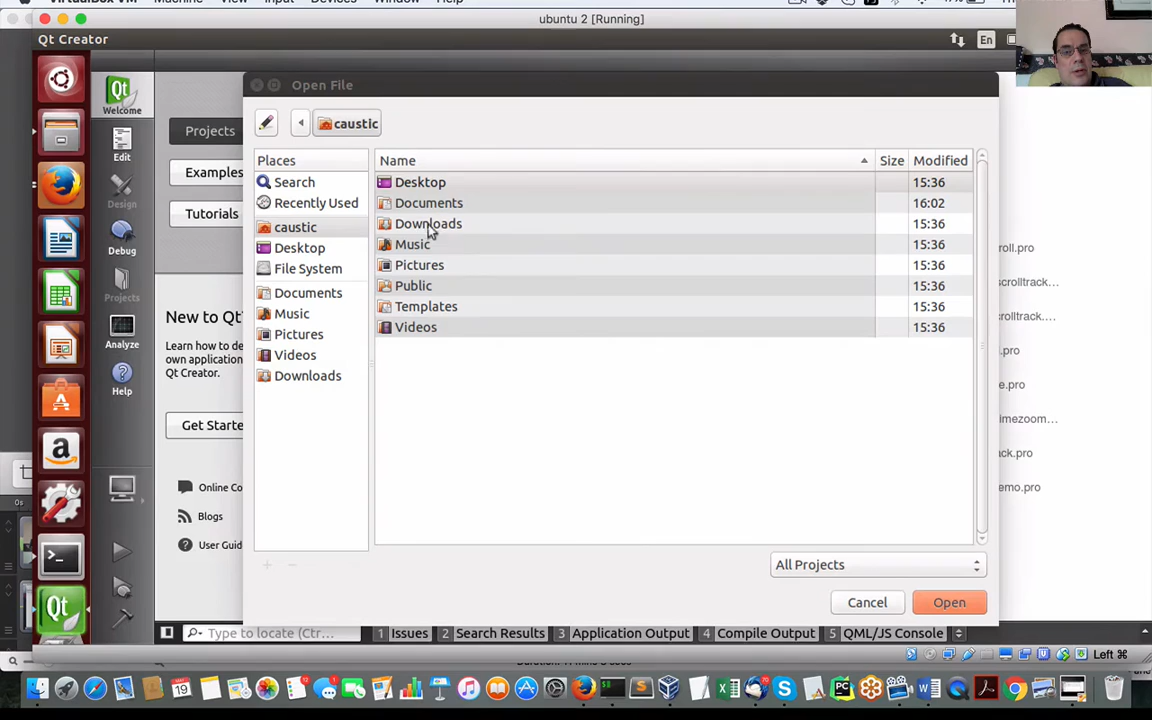 VirtualBox VM Machine View Input Devices Window Help
ubuntu 2 [Running]
Qt Creator
En
Qt
Welcome
Edit
Design
Debug
Projects
Analyze
Help
Projects
Examples
Tutorials
New to Qt
Learn how to de
own application
Qt Creator.
Get Starte
Online Co
Blogs
User Guid
Open File
caustic
Places
Search
Recently Used
caustic
Desktop
File System
Documents
Music
Pictures
Videos
Downloads
Name Size Modified
Desktop 15:36
Documents 16:02
Downloads 15:36
Music 15:36
Pictures 15:36
Public 15:36
Templates 15:36
Videos 15:36
All Projects
Cancel Open
roll.pro
scrolltrack....
.pro
e.pro
imezoom...
ack.pro
emo.pro
0s
Type to locate (Ctr... 1 Issues 2 Search Results 3 Application Output 4 Compile Output 5 QML/JS Console
Left ⌘
19